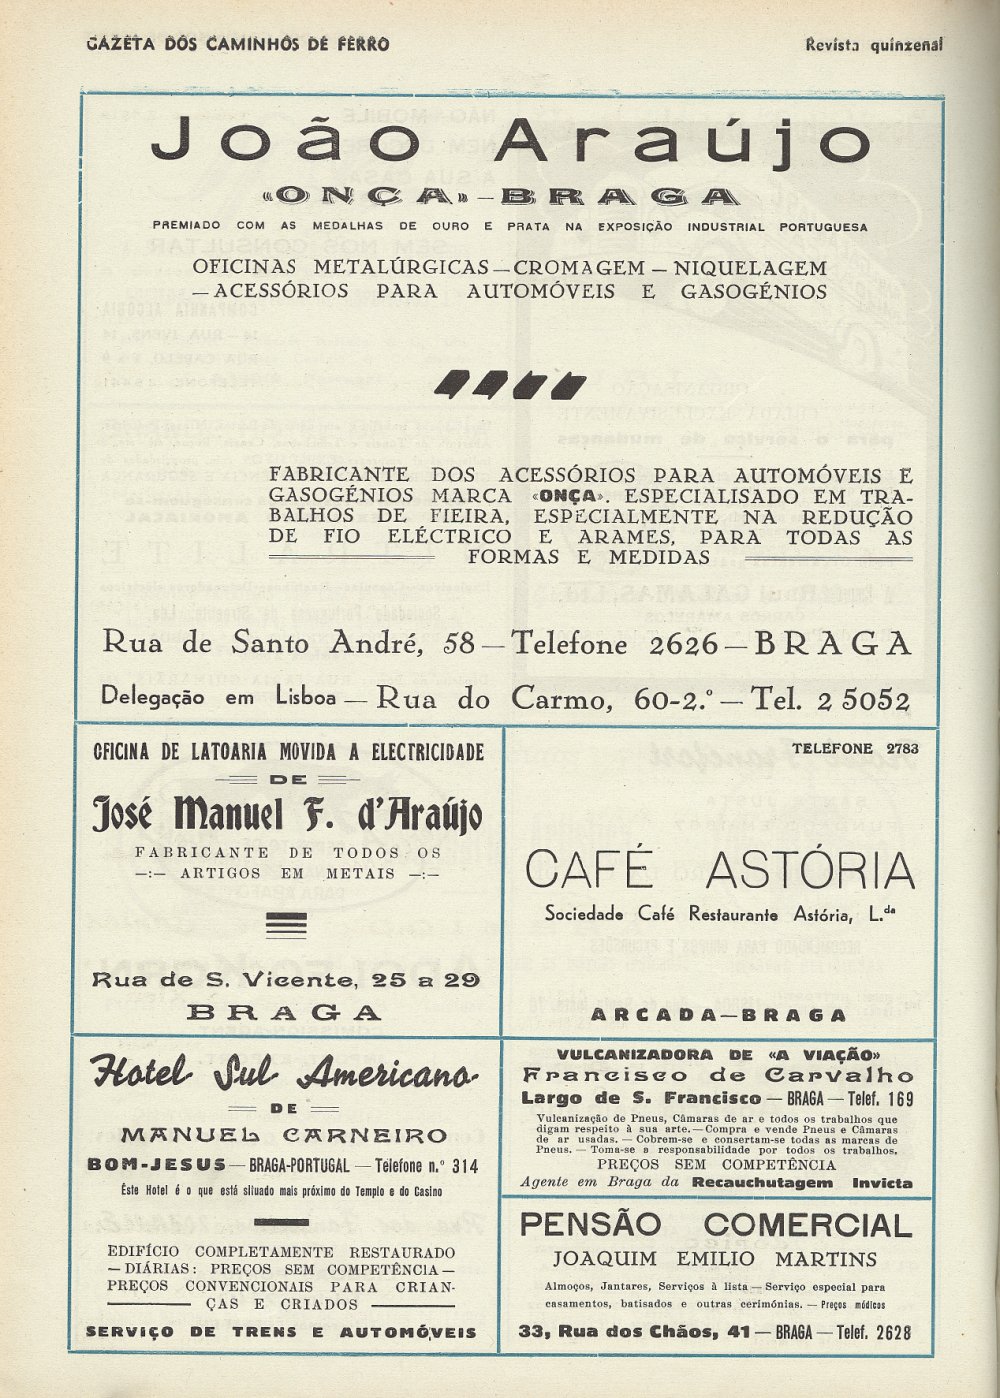 GAZETA DOS CAMINHOS DE FERRO
Revista quinzenal
João Araújo
«ONÇA» — BRAGA
PREMIADO COM AS MEDALHAS DE OURO E PRATA NA EXPOSIÇÃO INDUSTRIAL PORTUGUESA
OFICINAS METALÚRGICAS — CROMAGEM — NIQUELAGEM
— ACESSÓRIOS PARA AUTOMÓVEIS E GASOGÉNIOS
FABRICANTE DOS ACESSÓRIOS PARA AUTOMÓVEIS E
GASOGÉNIOS MARCA «ONÇA». ESPECIALISADO EM TRA-
BALHOS DE FIEIRA, ESPECIALMENTE NA REDUÇÃO
DE FIO ELÉCTRICO E ARAMES, PARA TODAS AS
FORMAS E MEDIDAS
Rua de Santo André, 58 — Telefone 2626 — BRAGA
Delegação em Lisboa — Rua do Carmo, 60-2.º — Tel. 2 5052
OFICINA DE LATOARIA MOVIDA A ELECTRICIDADE
DE
José Manuel F. d'Araújo
FABRICANTE DE TODOS OS
—:— ARTIGOS EM METAIS —:—
Rua de S. Vicente, 25 a 29
BRAGA
TELEFONE 2783
CAFÉ ASTÓRIA
Sociedade Café Restaurante Astória, L.da
ARCADA — BRAGA
Hotel Sul Americano
DE
MANUEL CARNEIRO
BOM-JESUS — BRAGA-PORTUGAL — Telefone n.º 314
Éste Hotel é o que está situado mais próximo do Templo e do Casino
EDIFÍCIO COMPLETAMENTE RESTAURADO
— DIÁRIAS: PREÇOS SEM COMPETÊNCIA —
PREÇOS CONVENCIONAIS PARA CRIAN-
ÇAS E CRIADOS
SERVIÇO DE TRENS E AUTOMÓVEIS
VULCANIZADORA DE «A VIAÇÃO»
Francisco de Carvalho
Largo de S. Francisco — BRAGA — Telef. 169
Vulcanização de Pneus, Câmaras de ar e todos os trabalhos que
digam respeito à sua arte. — Compra e vende Pneus e Câmaras
de ar usadas. — Cobrem-se e consertam-se todas as marcas de
Pneus. — Toma-se a responsabilidade por todos os trabalhos.
PREÇOS SEM COMPETÊNCIA
Agente em Braga da Recauchutagem Invicta
PENSÃO COMERCIAL
JOAQUIM EMILIO MARTINS
Almoços, Jantares, Serviços à lista — Serviço especial para
casamentos, batisados e outras cerimónias. — Preços módicos
33, Rua dos Chãos, 41 — BRAGA — Telef. 2628